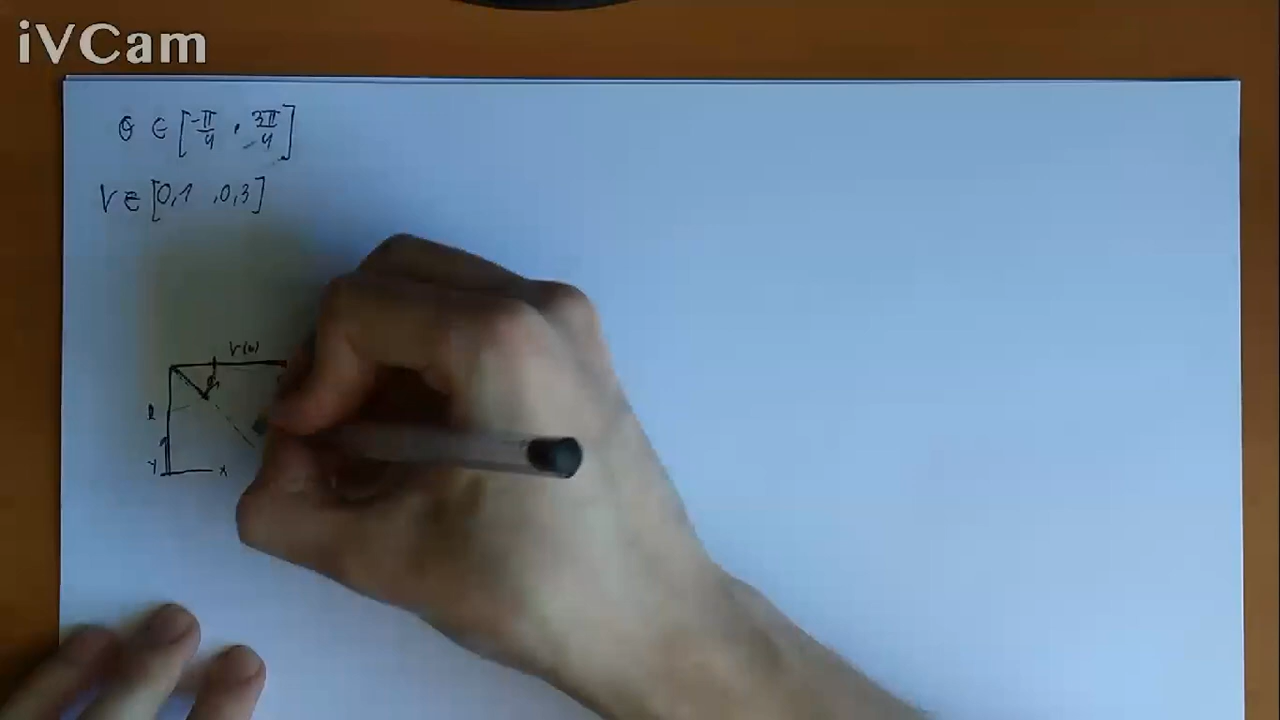 iVCam
θ ∈ [-π/4 , 3π/4]
r ∈ [0,1 , 0,3]
r(θ)
l
y x